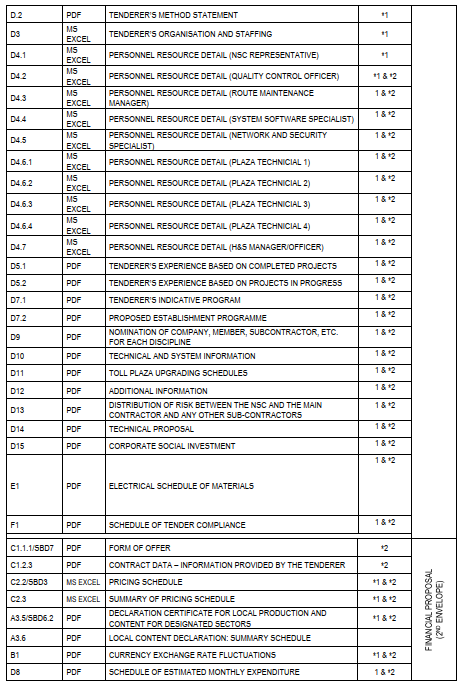 D.2 PDF TENDERER'S METHOD STATEMENT *1
D3 MS EXCEL TENDERER'S ORGANISATION AND STAFFING *1
D4.1 MS EXCEL PERSONNEL RESOURCE DETAIL (NSC REPRESENTATIVE) *1
D4.2 MS EXCEL PERSONNEL RESOURCE DETAIL (QUALITY CONTROL OFFICER) *1 & *2
D4.3 MS EXCEL PERSONNEL RESOURCE DETAIL (ROUTE MAINTENANCE MANAGER) 1 & *2
D4.4 MS EXCEL PERSONNEL RESOURCE DETAIL (SYSTEM SOFTWARE SPECIALIST) 1 & *2
D4.5 MS EXCEL PERSONNEL RESOURCE DETAIL (NETWORK AND SECURITY SPECIALIST) 1 & *2
D4.6.1 MS EXCEL PERSONNEL RESOURCE DETAIL (PLAZA TECHNICIAL 1) 1 & *2
D4.6.2 MS EXCEL PERSONNEL RESOURCE DETAIL (PLAZA TECHNICIAL 2) 1 & *2
D4.6.3 MS EXCEL PERSONNEL RESOURCE DETAIL (PLAZA TECHNICIAL 3) 1 & *2
D4.6.4 MS EXCEL PERSONNEL RESOURCE DETAIL (PLAZA TECHNICIAL 4) 1 & *2
D4.7 MS EXCEL PERSONNEL RESOURCE DETAIL (H&S MANAGER/OFFICER) 1 & *2
D5.1 PDF TENDERER'S EXPERIENCE BASED ON COMPLETED PROJECTS 1 & *2
D5.2 PDF TENDERER'S EXPERIENCE BASED ON PROJECTS IN PROGRESS 1 & *2
D7.1 PDF TENDERER'S INDICATIVE PROGRAM 1 & *2
D7.2 PDF PROPOSED ESTABLISHMENT PROGRAMME 1 & *2
D9 PDF NOMINATION OF COMPANY, MEMBER, SUBCONTRACTOR, ETC. FOR EACH DISCIPLINE 1 & *2
D10 PDF TECHNICAL AND SYSTEM INFORMATION 1 & *2
D11 PDF TOLL PLAZA UPGRADING SCHEDULES 1 & *2
D12 PDF ADDITIONAL INFORMATION 1 & *2
D13 PDF DISTRIBUTION OF RISK BETWEEN THE NSC AND THE MAIN CONTRACTOR AND ANY OTHER SUB-CONTRACTORS 1 & *2
D14 PDF TECHNICAL PROPOSAL 1 & *2
D15 PDF CORPORATE SOCIAL INVESTMENT 1 & *2
E1 PDF ELECTRICAL SCHEDULE OF MATERIALS 1 & *2
F1 PDF SCHEDULE OF TENDER COMPLIANCE 1 & *2
C1.1.1/SBD7 PDF FORM OF OFFER *2
C1.2.3 PDF CONTRACT DATA – INFORMATION PROVIDED BY THE TENDERER *2
C2.2/SBD3 MS EXCEL PRICING SCHEDULE *1 & *2
C2.3 MS EXCEL SUMMARY OF PRICING SCHEDULE *1 & *2
A3.5/SBD6.2 PDF DECLARATION CERTIFICATE FOR LOCAL PRODUCTION AND CONTENT FOR DESIGNATED SECTORS *1 & *2
A3.6 PDF LOCAL CONTENT DECLARATION: SUMMARY SCHEDULE
B1 PDF CURRENCY EXCHANGE RATE FLUCTUATIONS *1 & *2
D8 PDF SCHEDULE OF ESTIMATED MONTHLY EXPENDITURE 1 & *2
FINANCIAL PROPOSAL
(2ND ENVELOPE)